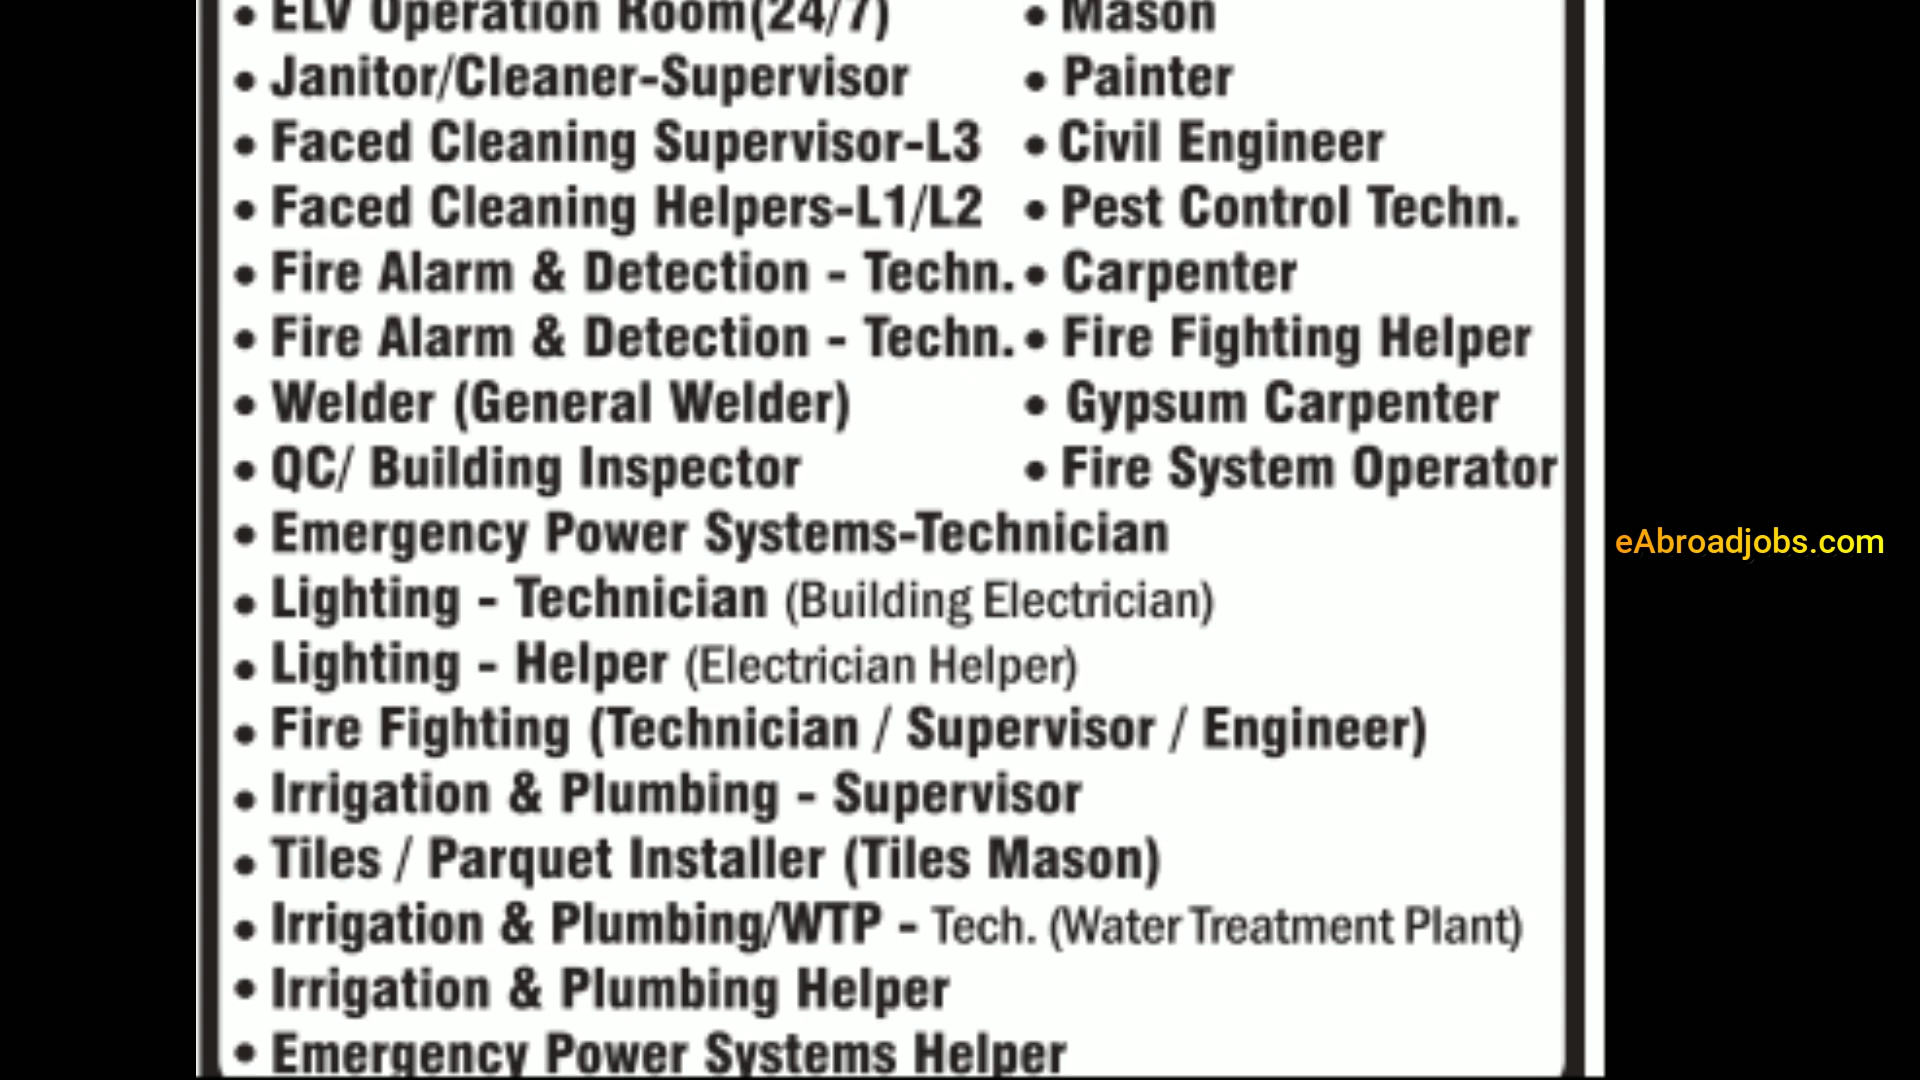 • ELV Operation Room(24/7) • Mason
• Janitor/Cleaner-Supervisor • Painter
• Faced Cleaning Supervisor-L3 • Civil Engineer
• Faced Cleaning Helpers-L1/L2 • Pest Control Techn.
• Fire Alarm & Detection - Techn. • Carpenter
• Fire Alarm & Detection - Techn. • Fire Fighting Helper
• Welder (General Welder) • Gypsum Carpenter
• QC/ Building Inspector • Fire System Operator
• Emergency Power Systems-Technician
eAbroadjobs.com
• Lighting - Technician (Building Electrician)
• Lighting - Helper (Electrician Helper)
• Fire Fighting (Technician / Supervisor / Engineer)
• Irrigation & Plumbing - Supervisor
• Tiles / Parquet Installer (Tiles Mason)
• Irrigation & Plumbing/WTP - Tech. (Water Treatment Plant)
• Irrigation & Plumbing Helper
• Emergency Power Systems Helper